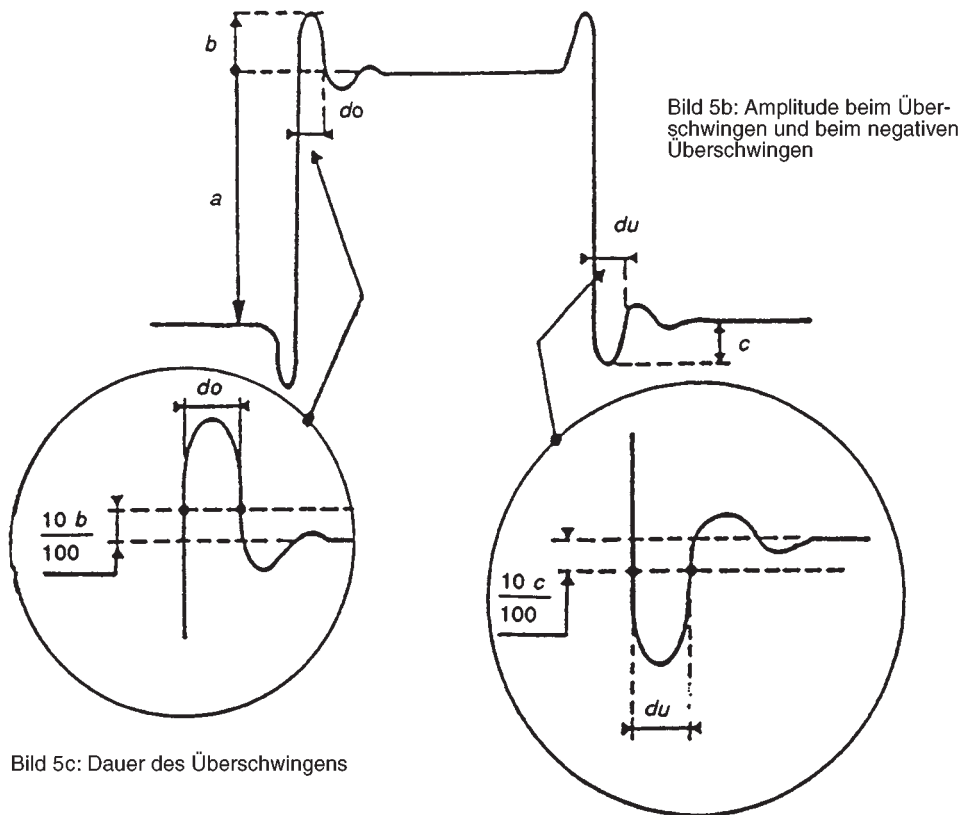 b
do
a
Bild 5b: Amplitude beim Über-
schwingen und beim negativen
Überschwingen
du
c
do
10 b
100
10 c
100
du
Bild 5c: Dauer des Überschwingens